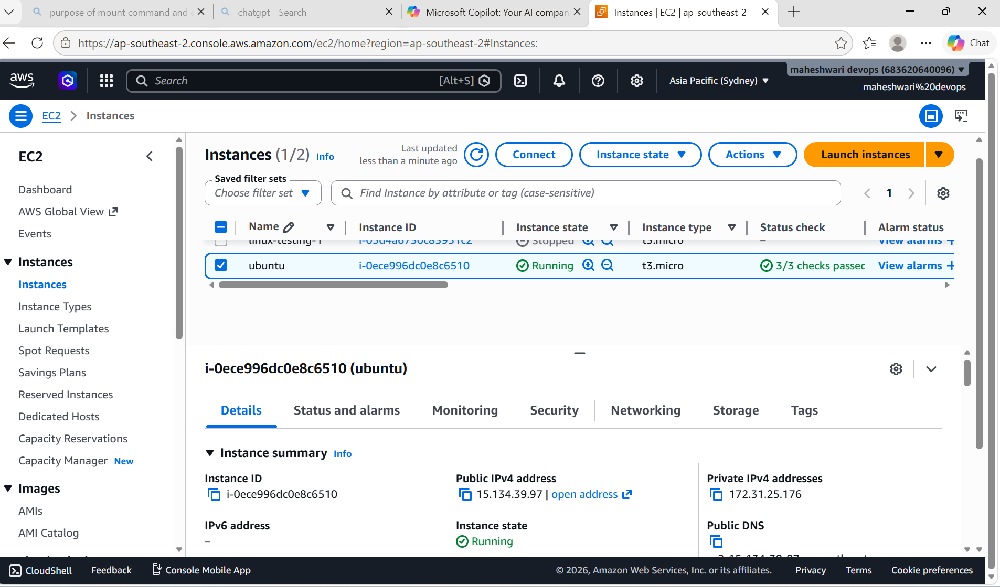 purpose of mount command and e
chatgpt - Search
Microsoft Copilot: Your AI compan
Instances | EC2 | ap-southeast-2
https://ap-southeast-2.console.aws.amazon.com/ec2/home?region=ap-southeast-2#Instances:
Chat
aws
Search
[Alt+S]
Asia Pacific (Sydney)
maheshwari devops (683620640096)
maheshwari%20devops
EC2
Instances
EC2
Dashboard
AWS Global View
Events
Instances
Instances
Instance Types
Launch Templates
Spot Requests
Savings Plans
Reserved Instances
Dedicated Hosts
Capacity Reservations
Capacity Manager New
Images
AMIs
AMI Catalog
Instances (1/2) Info
Last updated
less than a minute ago
Connect
Instance state
Actions
Launch instances
Saved filter sets
Choose filter set
Find Instance by attribute or tag (case-sensitive)
1
Name Instance ID Instance state Instance type Status check Alarm status
linux-testing-1 Stopped t3.micro – View alarms +
ubuntu i-0ece996dc0e8c6510 Running t3.micro 3/3 checks passed View alarms +
i-0ece996dc0e8c6510 (ubuntu)
Details Status and alarms Monitoring Security Networking Storage Tags
Instance summary Info
Instance ID
i-0ece996dc0e8c6510
Public IPv4 address
15.134.39.97 | open address
Private IPv4 addresses
172.31.25.176
IPv6 address
–
Instance state
Running
Public DNS
CloudShell Feedback Console Mobile App
© 2026, Amazon Web Services, Inc. or its affiliates. Privacy Terms Cookie preferences